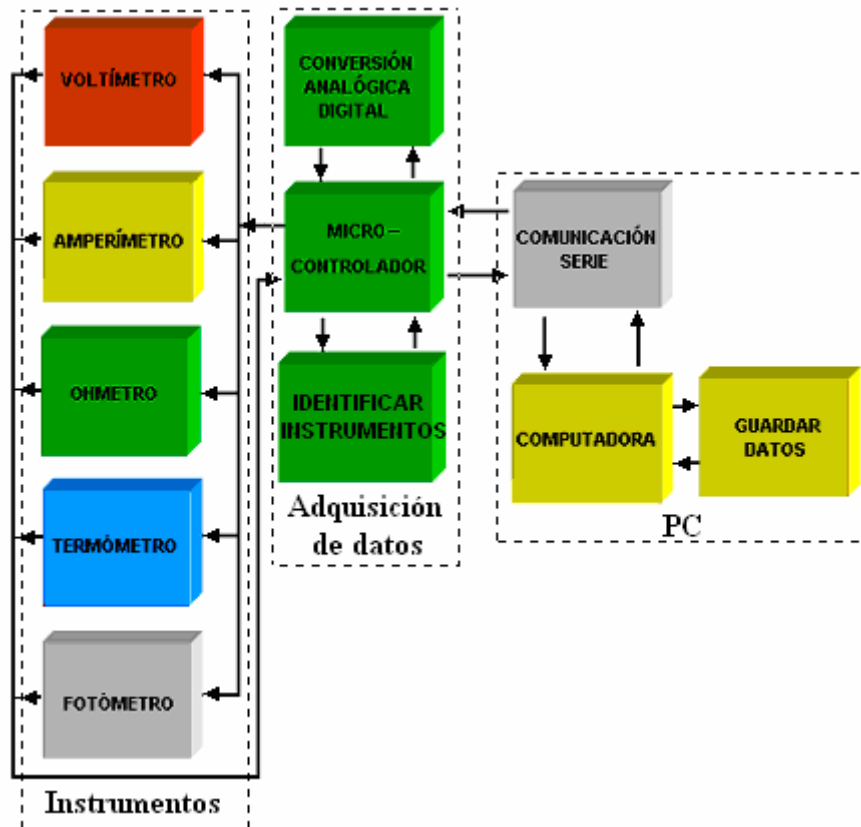 VOLTÍMETRO
AMPERÍMETRO
OHMETRO
TERMÓMETRO
FOTÓMETRO
Instrumentos
CONVERSIÓN
ANALÓGICA
DIGITAL
MICRO –
CONTROLADOR
IDENTIFICAR
INSTRUMENTOS
Adquisición
de datos
COMUNICACIÓN
SERIE
COMPUTADORA
GUARDAR
DATOS
PC